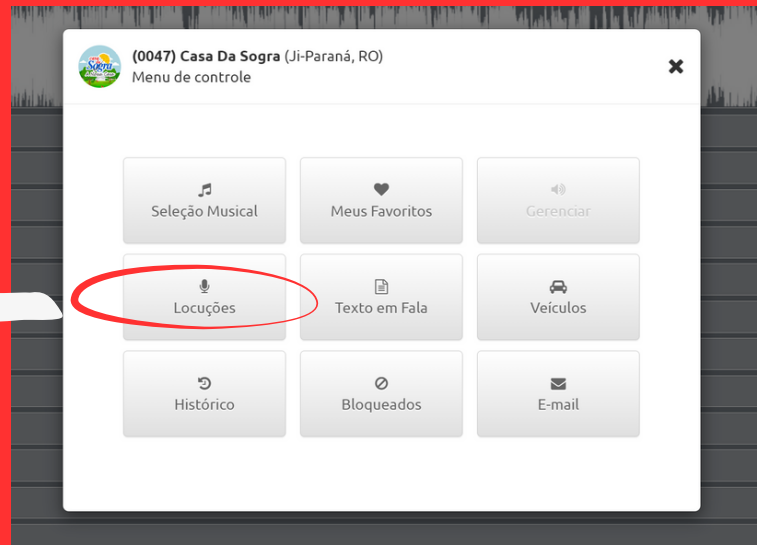 (0047) Casa Da Sogra (Ji-Paraná, RO)
Menu de controle
Sogra
Seleção Musical
Meus Favoritos
Gerenciar
Locuções
Texto em Fala
Veículos
Histórico
Bloqueados
E-mail